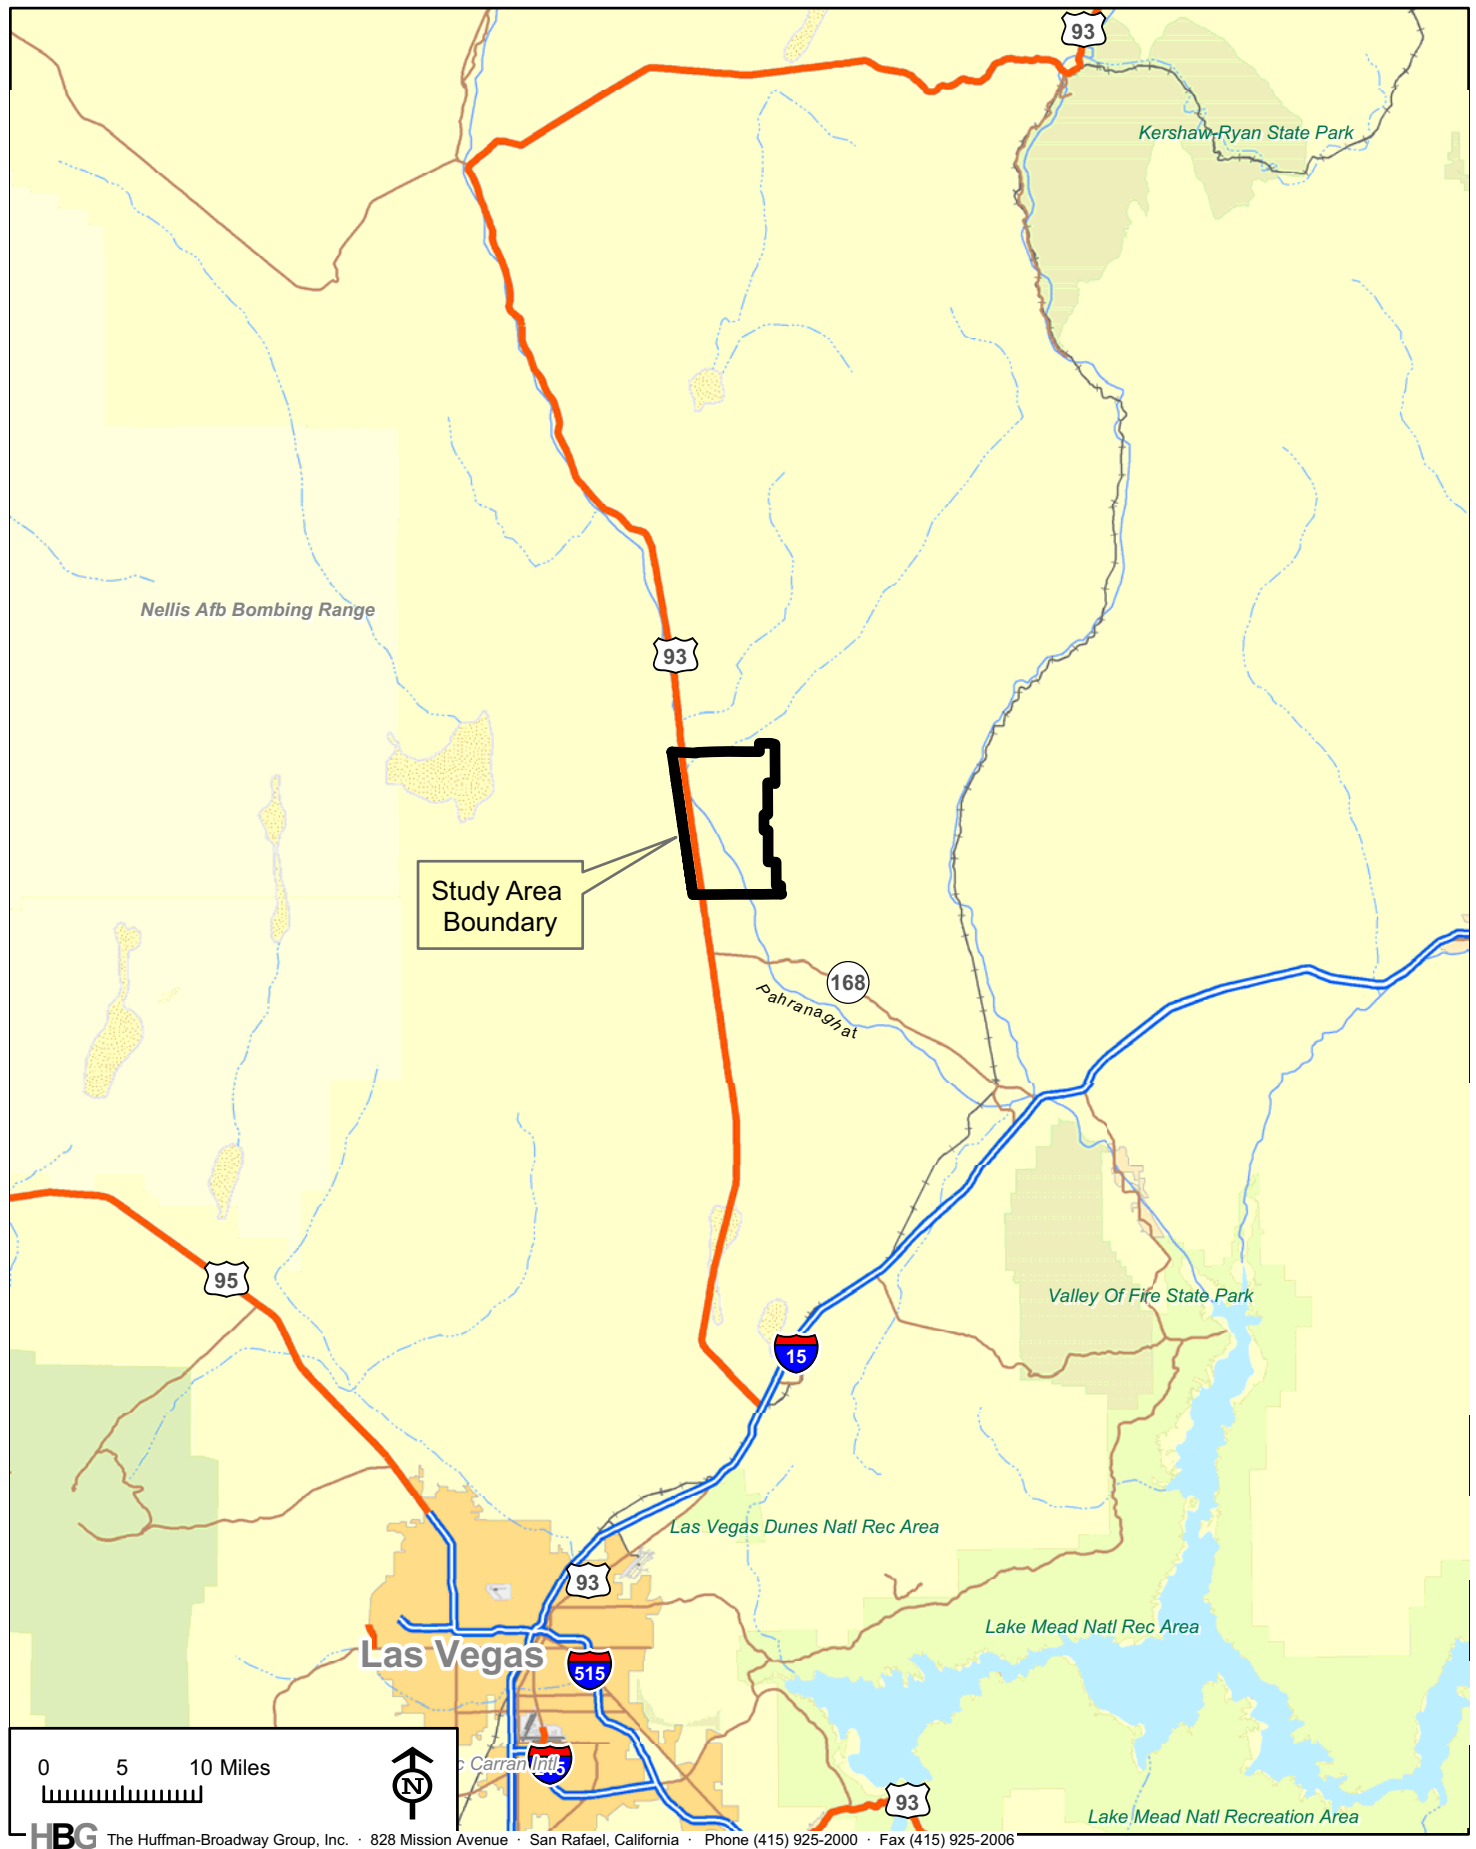 93
Kershaw-Ryan State Park
Nellis Afb Bombing Range
93
Study Area
Boundary
168
Pahranaghat
95
Valley Of Fire State Park
15
Las Vegas Dunes Natl Rec Area
93
Lake Mead Natl Rec Area
Las Vegas
515
0 5 10 Miles
N
c Carran Intl
93
Lake Mead Natl Recreation Area
HBG The Huffman-Broadway Group, Inc. · 828 Mission Avenue · San Rafael, California · Phone (415) 925-2000 · Fax (415) 925-2006